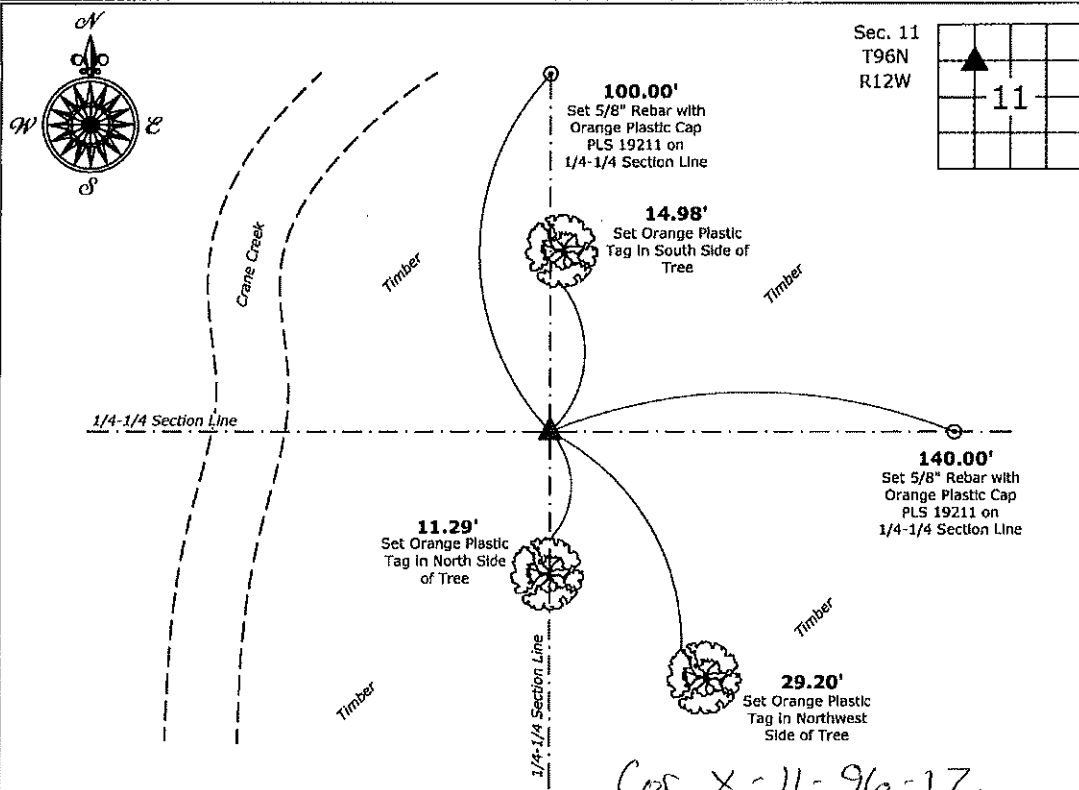 N
W
E
S
Sec. 11
T96N
R12W
11
100.00'
Set 5/8" Rebar with
Orange Plastic Cap
PLS 19211 on
1/4-1/4 Section Line
14.98'
Set Orange Plastic
Tag in South Side of
Tree
Crane Creek
Timber
Timber
1/4-1/4 Section Line
140.00'
Set 5/8" Rebar with
Orange Plastic Cap
PLS 19211 on
1/4-1/4 Section Line
11.29'
Set Orange Plastic
Tag in North Side
of Tree
Timber
29.20'
Set Orange Plastic
Tag in Northwest
Side of Tree
Timber
1/4-1/4 Section Line
Cor X-11-96-12